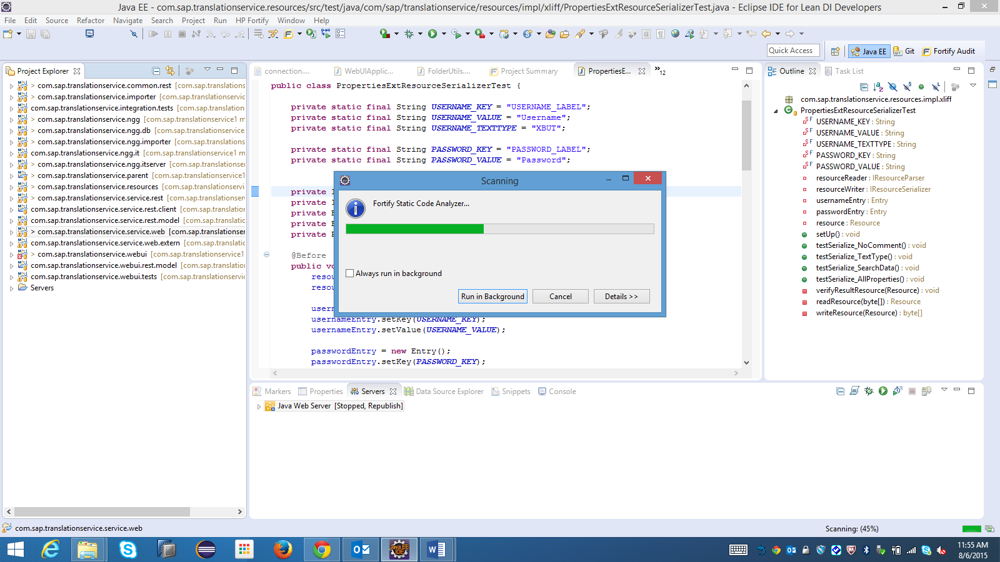 Java EE - com.sap.translationservice.resources/src/test/java/com/sap/translationservice/resources/impl/xliff/PropertiesExtResourceSerializerTest.java - Eclipse IDE for Lean DI Developers
File Edit Source Refactor Navigate Search Project Run HP Fortify Window Help
Quick Access
Java EE
Git
Fortify Audit
Project Explorer
> com.sap.translationservice.common.rest [com.sap.translations
> com.sap.translationservice.importer [com.sap.translationservic
com.sap.translationservice.integration.tests [com.sap.translations
> com.sap.translationservice.ngg [com.sap.translationservice1 m
> com.sap.translationservice.ngg.db [com.sap.translationservice
> com.sap.translationservice.ngg.importer [com.sap.translations
com.sap.translationservice.ngg.it [com.sap.translationservice1 m
> com.sap.translationservice.ngg.itserver [com.sap.translations
> com.sap.translationservice.parent [com.sap.translationservice
> com.sap.translationservice.resources [com.sap.translationservic
> com.sap.translationservice.service.rest [com.sap.translations
com.sap.translationservice.service.rest.client [com.sap.translatio
com.sap.translationservice.service.rest.model [com.sap.translatio
> com.sap.translationservice.service.web [com.sap.translationser
com.sap.translationservice.service.web.extern [com.sap.translatio
> com.sap.translationservice.webui [com.sap.translationservice1
com.sap.translationservice.webui.rest.model [com.sap.translation
com.sap.translationservice.webui.tests [com.sap.translationservic
Servers
connection....
WebUIApplic...
FolderUtils....
Project Summary
PropertiesE...
»12
public class PropertiesExtResourceSerializerTest {
private static final String USERNAME_KEY = "USERNAME_LABEL";
private static final String USERNAME_VALUE = "Username";
private static final String USERNAME_TEXTTYPE = "XBUT";
private static final String PASSWORD_KEY = "PASSWORD_LABEL";
private static final String PASSWORD_VALUE = "Password";
private
private
private
private
private
@Before
public vo
resou
resou
usern
usernameEntry.setKey(USERNAME_KEY);
usernameEntry.setValue(USERNAME_VALUE);
passwordEntry = new Entry();
passwordEntry.setKey(PASSWORD_KEY);
Scanning
Fortify Static Code Analyzer...
Always run in background
Run in Background
Cancel
Details >>
Outline
Task List
com.sap.translationservice.resources.impl.xliff
PropertiesExtResourceSerializerTest
USERNAME_KEY : String
USERNAME_VALUE : String
USERNAME_TEXTTYPE : String
PASSWORD_KEY : String
PASSWORD_VALUE : String
resourceReader : IResourceParser
resourceWriter : IResourceSerializer
usernameEntry : Entry
passwordEntry : Entry
resource : Resource
setUp() : void
testSerialize_NoComment() : void
testSerialize_TextType() : void
testSerialize_SearchData() : void
testSerialize_AllProperties() : void
verifyResultResource(Resource) : void
readResource(byte[]) : Resource
writeResource(Resource) : byte[]
Markers
Properties
Servers
Data Source Explorer
Snippets
Console
Java Web Server [Stopped, Republish]
com.sap.translationservice.service.web
Scanning: (45%)
Java EE
IDE
11:55 AM
8/6/2015